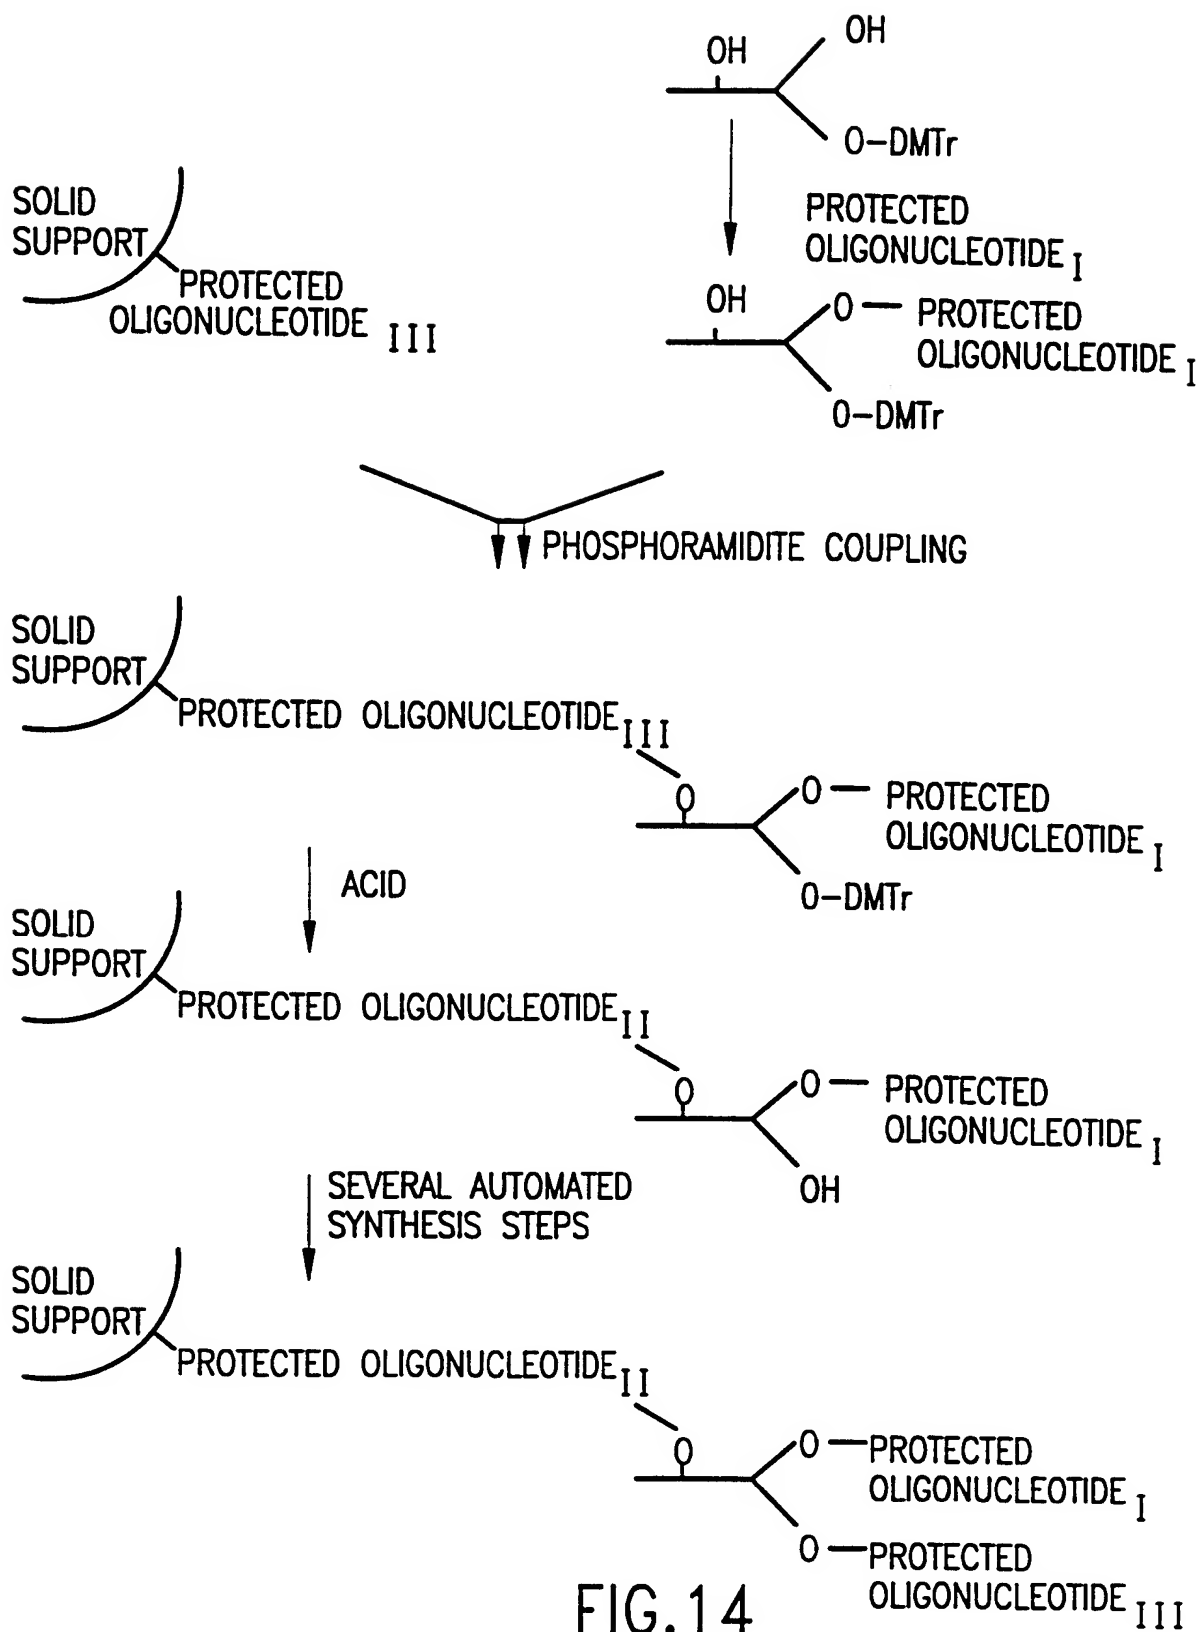 OH
OH
O-DMTr
PROTECTED
OLIGONUCLEOTIDE I
SOLID
SUPPORT
PROTECTED
OLIGONUCLEOTIDE III
OH
O — PROTECTED
OLIGONUCLEOTIDE I
O-DMTr
PHOSPHORAMIDITE COUPLING
SOLID
SUPPORT
PROTECTED OLIGONUCLEOTIDE III
O
O — PROTECTED
OLIGONUCLEOTIDE I
O-DMTr
ACID
SOLID
SUPPORT
PROTECTED OLIGONUCLEOTIDE II
O
O — PROTECTED
OLIGONUCLEOTIDE I
OH
SEVERAL AUTOMATED
SYNTHESIS STEPS
SOLID
SUPPORT
PROTECTED OLIGONUCLEOTIDE II
O
O — PROTECTED
OLIGONUCLEOTIDE I
O — PROTECTED
OLIGONUCLEOTIDE III
FIG.14